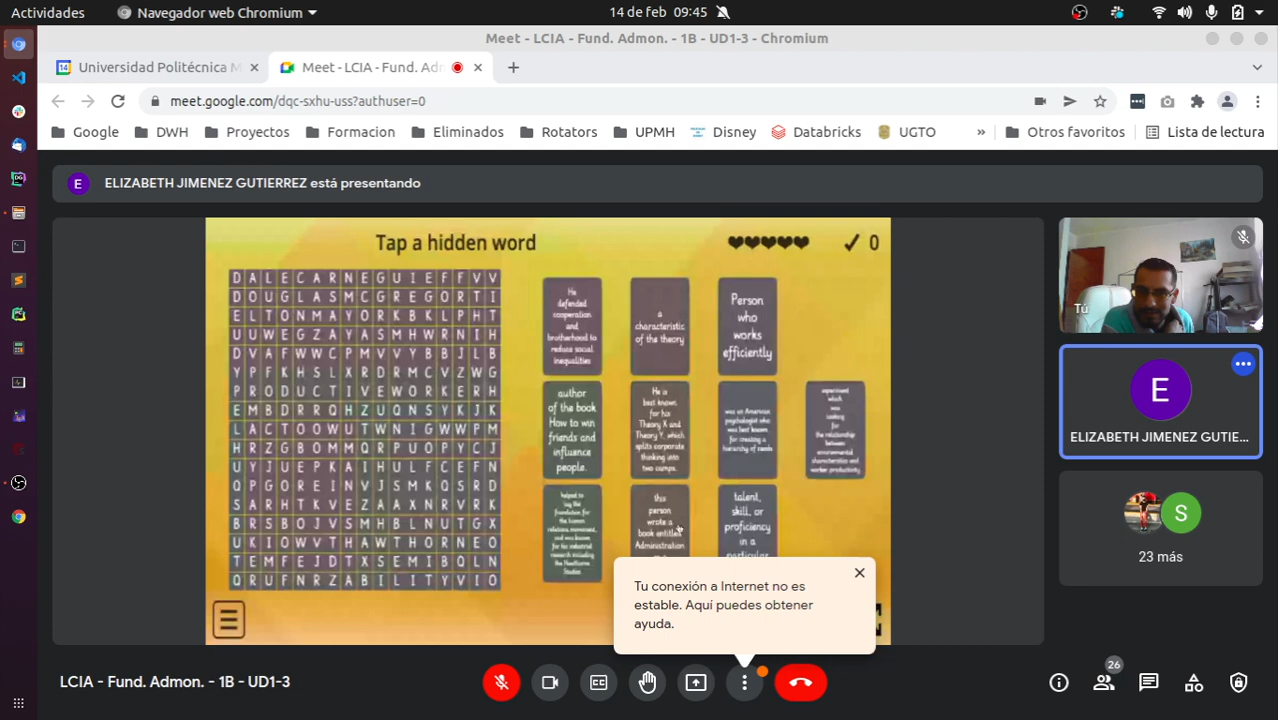 Actividades
Navegador web Chromium
14 de feb 09:45
Meet - LCIA - Fund. Admon. - 1B - UD1-3 - Chromium
14
Universidad Politécnica M
Meet - LCIA - Fund. Adm
meet.google.com/dqc-sxhu-uss?authuser=0
Google
DWH
Proyectos
Formacion
Eliminados
Rotators
UPMH
Disney
Databricks
UGTO
»
Otros favoritos
Lista de lectura
E
ELIZABETH JIMENEZ GUTIERREZ está presentando
Tap a hidden word
0
D A L E C A R N E G U I E F F V V
D O U G L A S M C G R E G O R T I
E L T O N M A Y O R K B K L P H T
U U W E G Z A Y A S M H W R N I H
D V A F W W C P M V V Y B B J L B
Y P F K H S L X R D R M C V Z W G
P R O D U C T I V E W O R K E R H
E M B D R R Q H Z U Q N S Y K J K
L A C T O O W U T W N I G W W P M
H R Z G B O M M Q R P U O P Y C J
U Y J U E P K A I H U L F C E F N
Q P G O R E I N V J S M K Q S R D
S A R H T K V E Z A A X N R V R K
B R S B O J V S M H B L N U T G X
U K I O W V T H A W T H O R N E O
T E M F E J D T X S E M I B Q L N
Q R U F N R Z A B I L I T Y V I O
He
defended
cooperation
and
brotherhood to
reduce social
inequalities
a
characteristic
of the theory
Person
who
works
efficiently
author
of the book
How to win
friends and
influence
people.
He is
best known
for his
Theory X and
Theory Y, which
splits corporate
thinking into
two camps.
was an American
psychologist who
was best known
for creating a
hierarchy of needs
experiment
which
was
looking
for
the relationship
between
environmental
characteristics and
worker productivity
helped to
lay the
foundation for
the human
relations movement,
and was known
for his industrial
research including
the Hawthorne
Studies
this
person
wrote a
book entitled
Administration
talent,
skill, or
proficiency
in a
particular
Tu conexión a Internet no es
estable. Aquí puedes obtener
ayuda.
Tú
E
ELIZABETH JIMENEZ GUTIE...
S
23 más
LCIA - Fund. Admon. - 1B - UD1-3
26